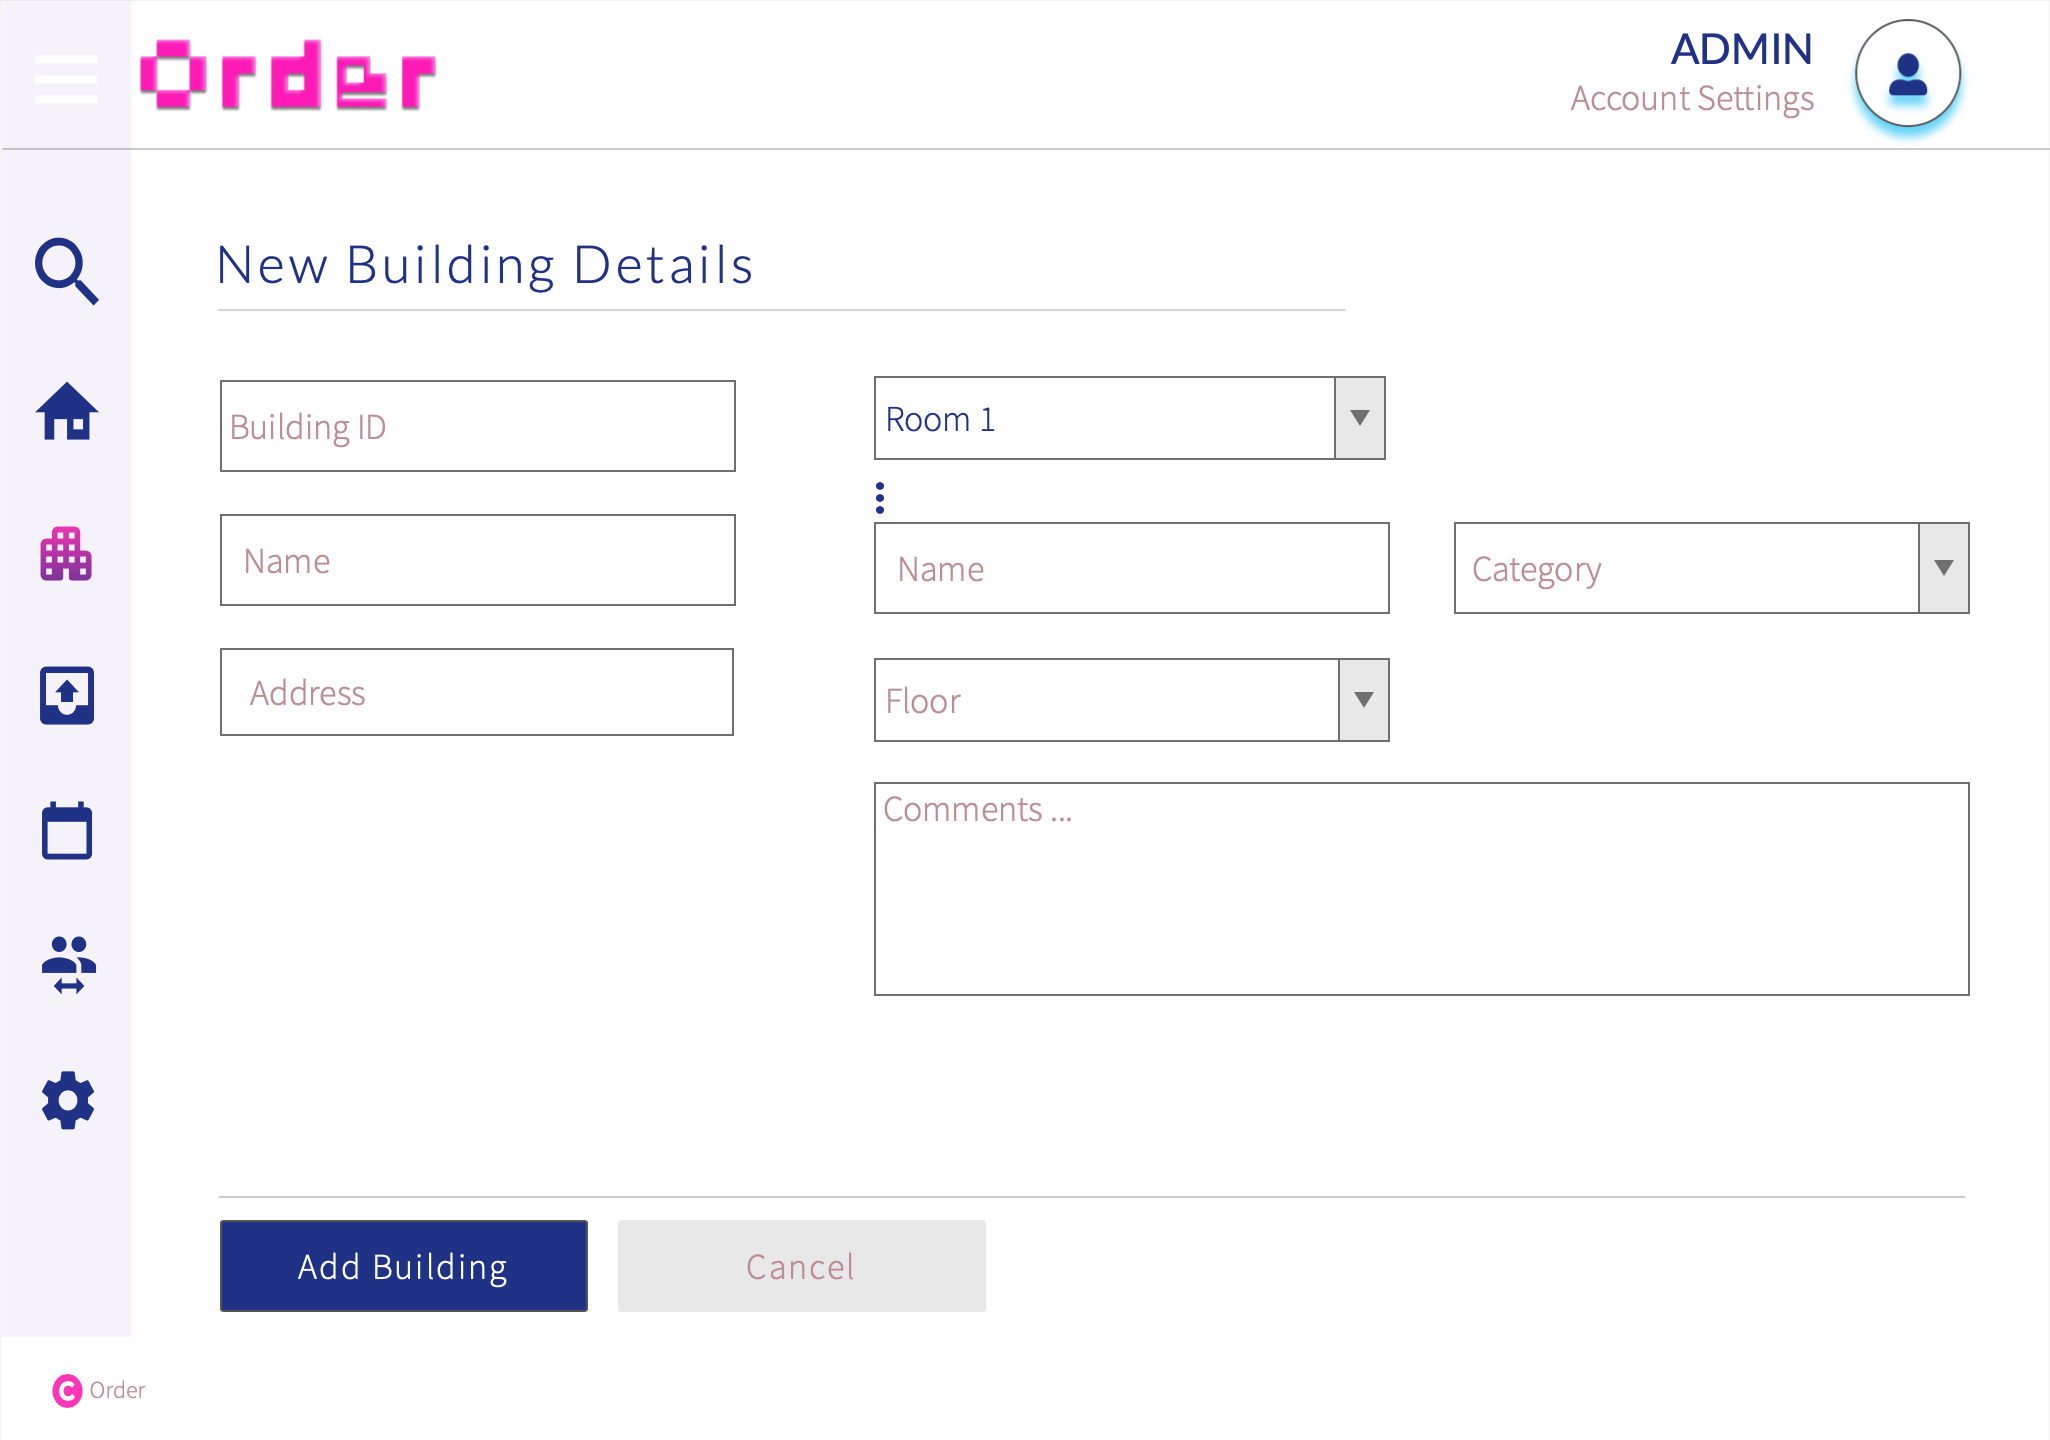 Order
ADMIN
Account Settings
New Building Details
Building ID
Name
Address
Room 1
Name
Category
Floor
Comments ...
Add Building
Cancel
C Order